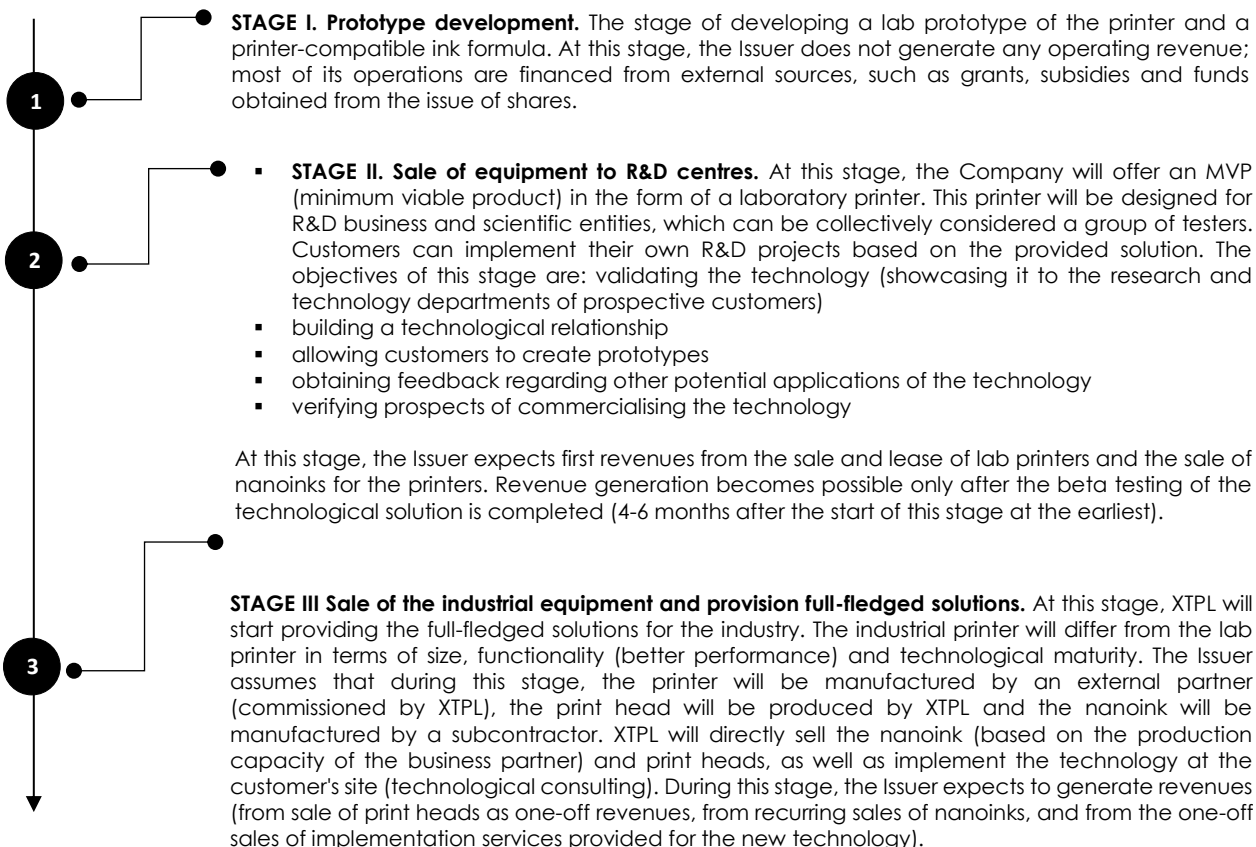 STAGE I. Prototype development. The stage of developing a lab prototype of the printer and a
printer-compatible ink formula. At this stage, the Issuer does not generate any operating revenue;
most of its operations are financed from external sources, such as grants, subsidies and funds
obtained from the issue of shares.
1
▪ STAGE II. Sale of equipment to R&D centres. At this stage, the Company will offer an MVP
(minimum viable product) in the form of a laboratory printer. This printer will be designed for
R&D business and scientific entities, which can be collectively considered a group of testers.
Customers can implement their own R&D projects based on the provided solution. The
objectives of this stage are: validating the technology (showcasing it to the research and
technology departments of prospective customers)
2
▪ building a technological relationship
▪ allowing customers to create prototypes
▪ obtaining feedback regarding other potential applications of the technology
▪ verifying prospects of commercialising the technology
At this stage, the Issuer expects first revenues from the sale and lease of lab printers and the sale of
nanoinks for the printers. Revenue generation becomes possible only after the beta testing of the
technological solution is completed (4-6 months after the start of this stage at the earliest).
STAGE III Sale of the industrial equipment and provision full-fledged solutions. At this stage, XTPL will
start providing the full-fledged solutions for the industry. The industrial printer will differ from the lab
printer in terms of size, functionality (better performance) and technological maturity. The Issuer
assumes that during this stage, the printer will be manufactured by an external partner
(commissioned by XTPL), the print head will be produced by XTPL and the nanoink will be
manufactured by a subcontractor. XTPL will directly sell the nanoink (based on the production
capacity of the business partner) and print heads, as well as implement the technology at the
customer's site (technological consulting). During this stage, the Issuer expects to generate revenues
(from sale of print heads as one-off revenues, from recurring sales of nanoinks, and from the one-off
sales of implementation services provided for the new technology).
3